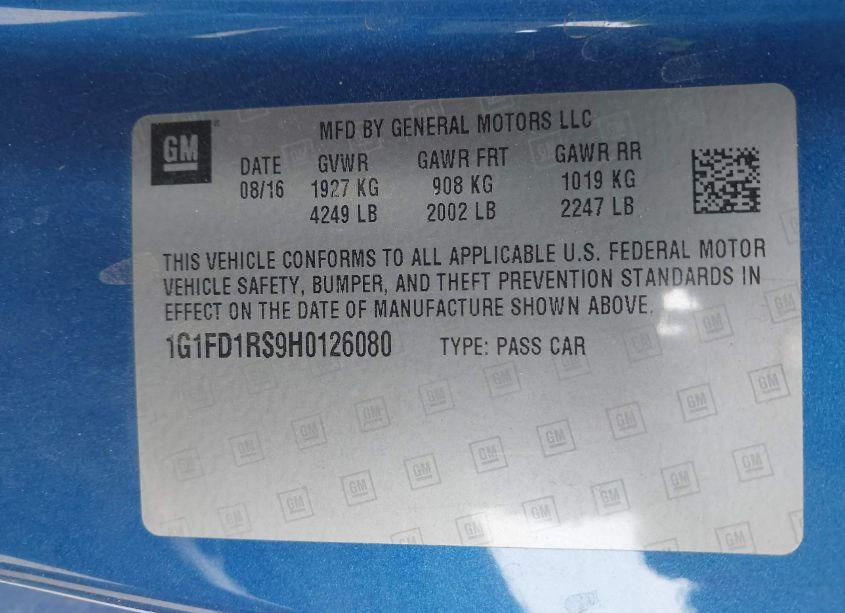 GM
MFD BY GENERAL MOTORS LLC
DATE GVWR GAWR FRT GAWR RR
08/16 1927 KG 908 KG 1019 KG
4249 LB 2002 LB 2247 LB
THIS VEHICLE CONFORMS TO ALL APPLICABLE U.S. FEDERAL MOTOR
VEHICLE SAFETY, BUMPER, AND THEFT PREVENTION STANDARDS IN
EFFECT ON THE DATE OF MANUFACTURE SHOWN ABOVE.
1G1FD1RS9H0126080 TYPE: PASS CAR